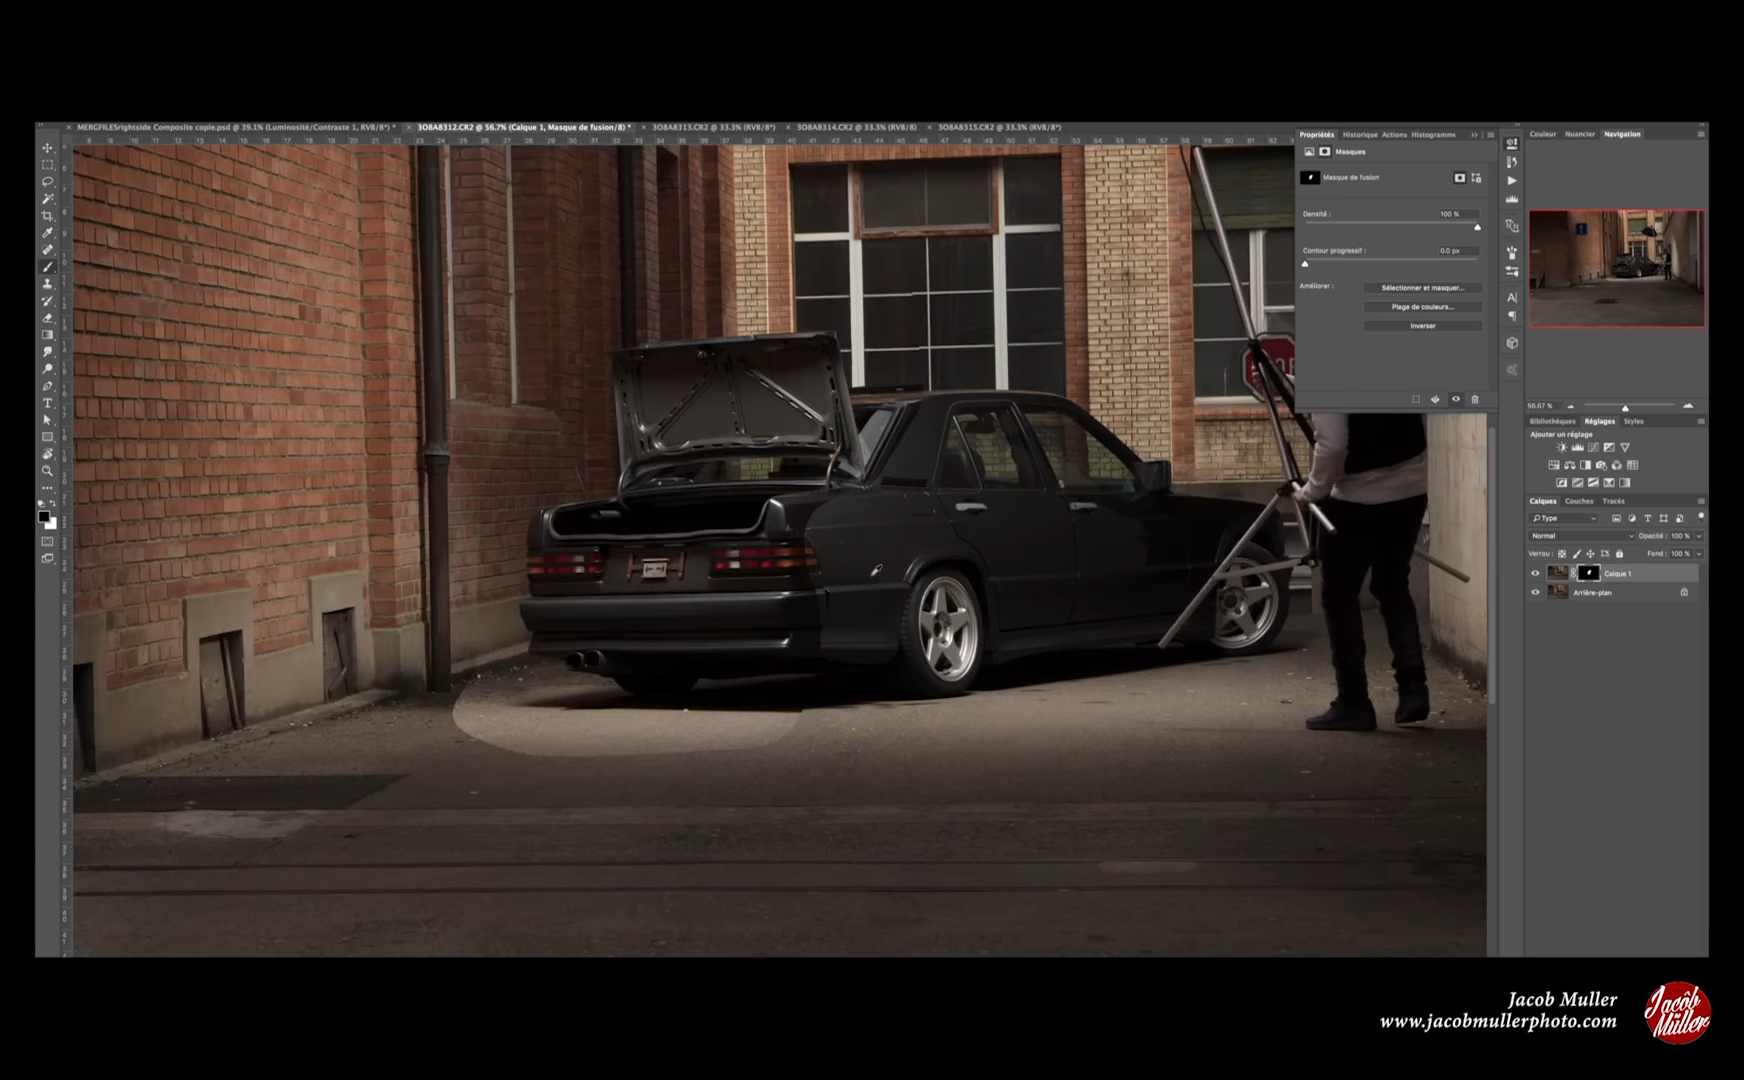 MERGFILESrightside Composite copie.psd @ 39.1% (Luminosité/Contraste 1, RVB/8*) *
3O8A8312.CR2 @ 56.7% (Calque 1, Masque de fusion/8) *
3O8A8313.CR2 @ 33.3% (RVB/8*)
3O8A8314.CR2 @ 33.3% (RVB/8)
3O8A8315.CR2 @ 33.3% (RVB/8*)
Propriétés Historique Actions Histogramme
Masques
Masque de fusion
Densité : 100 %
Contour progressif : 0.0 px
Améliorer :
Sélectionner et masquer...
Plage de couleurs...
Inverser
Couleur Nuancier Navigation
56.67 %
Bibliothèques Réglages Styles
Ajouter un réglage
Calques Couches Tracés
Type
Normal Opacité : 100 %
Verrou : Fond : 100 %
Calque 1
Arrière-plan
Jacob Muller
www.jacobmullerphoto.com
Jacôb
Müller